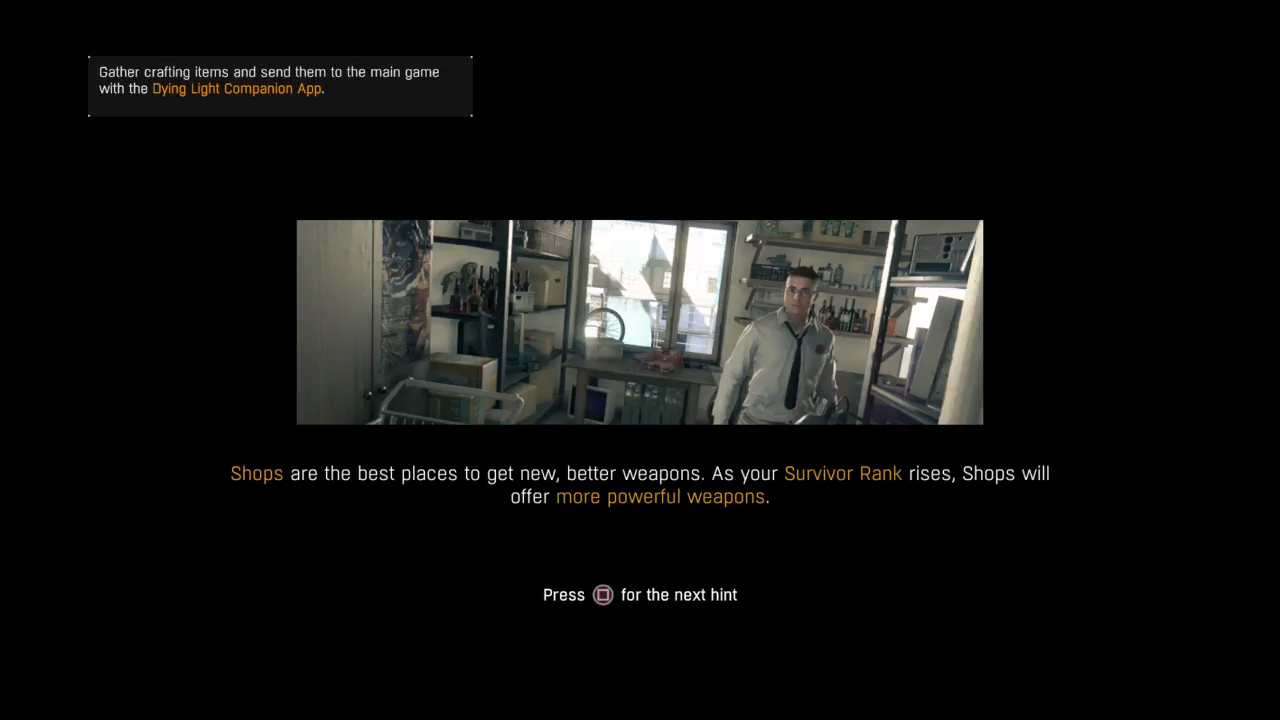 Gather crafting items and send them to the main game
with the Dying Light Companion App.
Shops are the best places to get new, better weapons. As your Survivor Rank rises, Shops will
offer more powerful weapons.
Press for the next hint